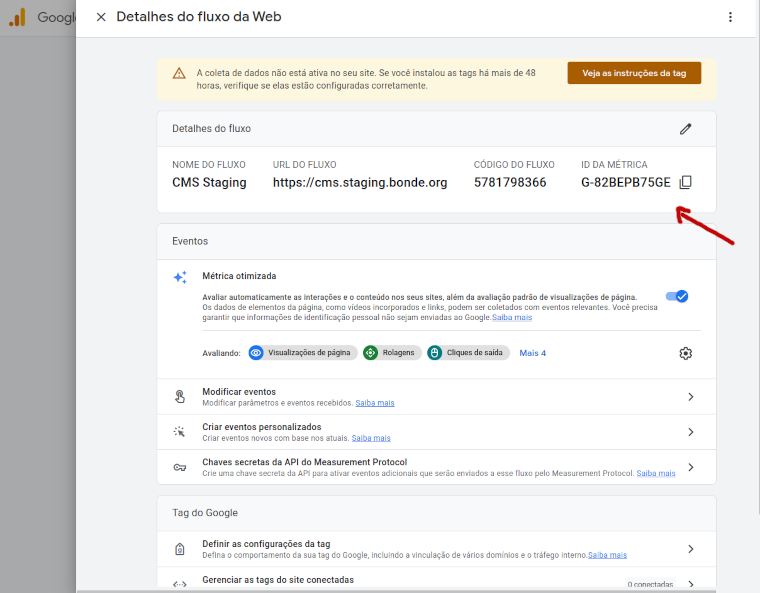 Detalhes do fluxo da Web
A coleta de dados não está ativa no seu site. Se você instalou as tags há mais de 48
horas, verifique se elas estão configuradas corretamente.
Veja as instruções da tag
Detalhes do fluxo
NOME DO FLUXO URL DO FLUXO CÓDIGO DO FLUXO ID DA MÉTRICA
CMS Staging https://cms.staging.bonde.org 5781798366 G-82BEPB75GE
Eventos
Métrica otimizada
Avaliar automaticamente as interações e o conteúdo nos seus sites, além da avaliação padrão de visualizações de página.
Os dados de elementos da página, como vídeos incorporados e links, podem ser coletados com eventos relevantes. Você precisa
garantir que informações de identificação pessoal não sejam enviadas ao Google.Saiba mais
Avaliando: Visualizações de página Rolagens Cliques de saída Mais 4
Modificar eventos
Modificar parâmetros e eventos recebidos. Saiba mais
Criar eventos personalizados
Criar eventos novos com base nos atuais. Saiba mais
Chaves secretas da API do Measurement Protocol
Crie uma chave secreta da API para ativar eventos adicionais que serão enviados a esse fluxo pelo Measurement Protocol. Saiba mais
Tag do Google
Definir as configurações da tag
Defina o comportamento da sua tag do Google, incluindo a vinculação de vários domínios e o tráfego interno.Saiba mais
Gerenciar as tags do site conectadas
0 conectadas